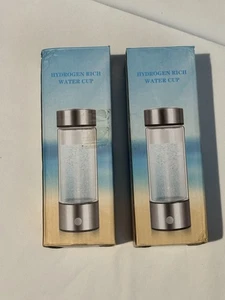 HYDROGEN RICH
WATER CUP
HYDROGEN RICH
WATER CUP